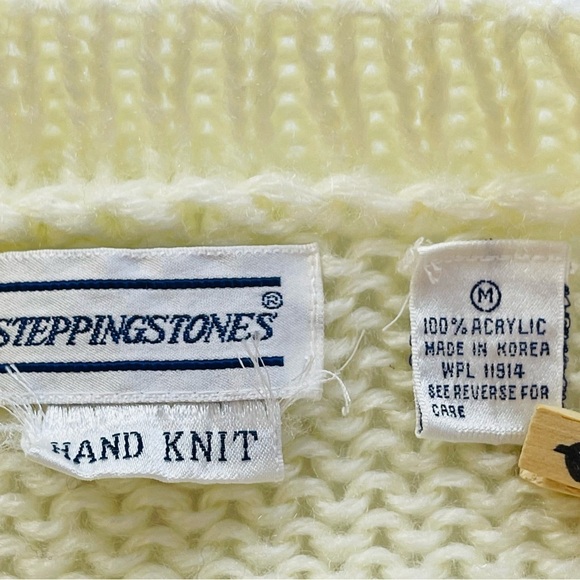 STEPPINGSTONES®
HAND KNIT
M
100% ACRYLIC
MADE IN KOREA
WPL 11914
SEE REVERSE FOR
CARE